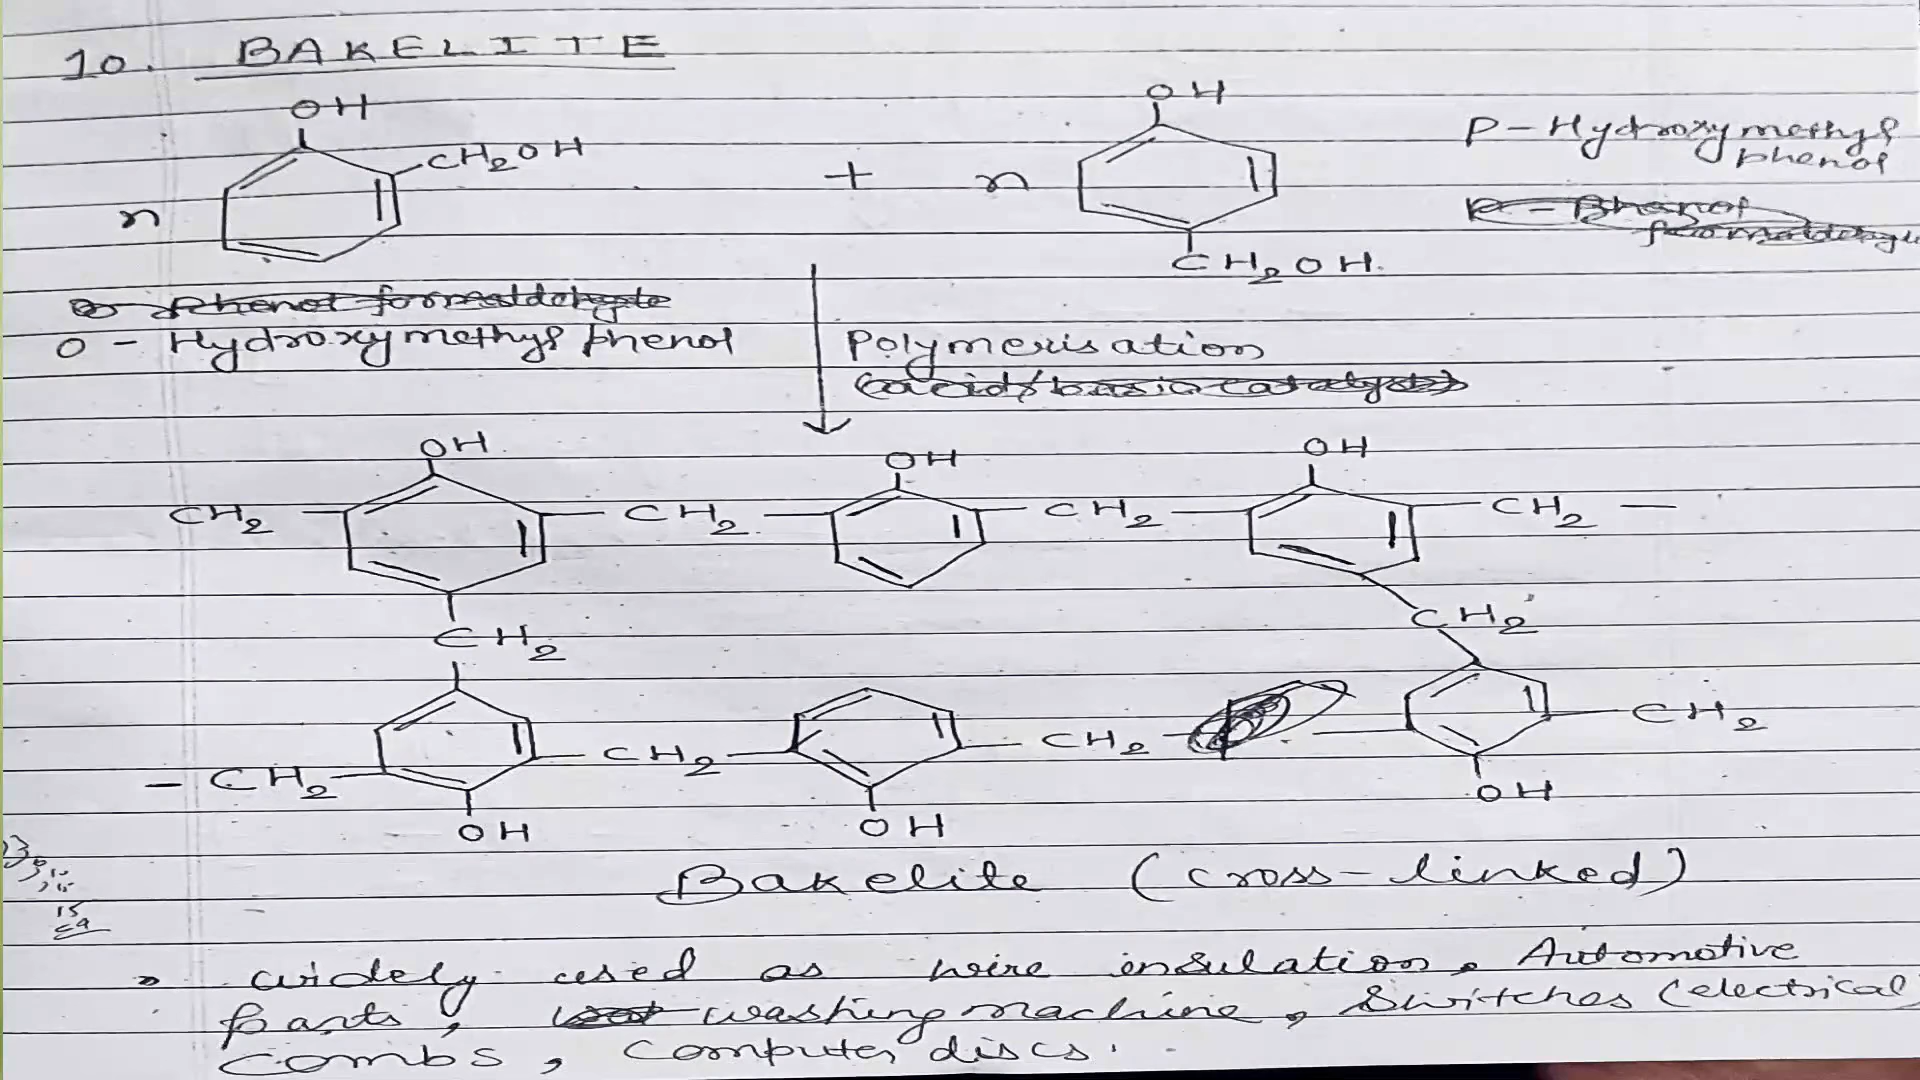 10. BAKELITE
OH
CH2OH
n
+
n
OH
CH2OH.
P-Hydroxymethyl
phenol
o - Hydroxymethyl phenol
Polymerisation
OH OH OH
CH2 — CH2 — CH2 — CH2 —
CH2 CH2
— CH2 — CH2 — CH2 — CH2
OH OH OH
Bakelite (cross-linked)
widely used as wire insulation, Automotive
parts, washing machine, Switches (electrical)
combs, computer discs.